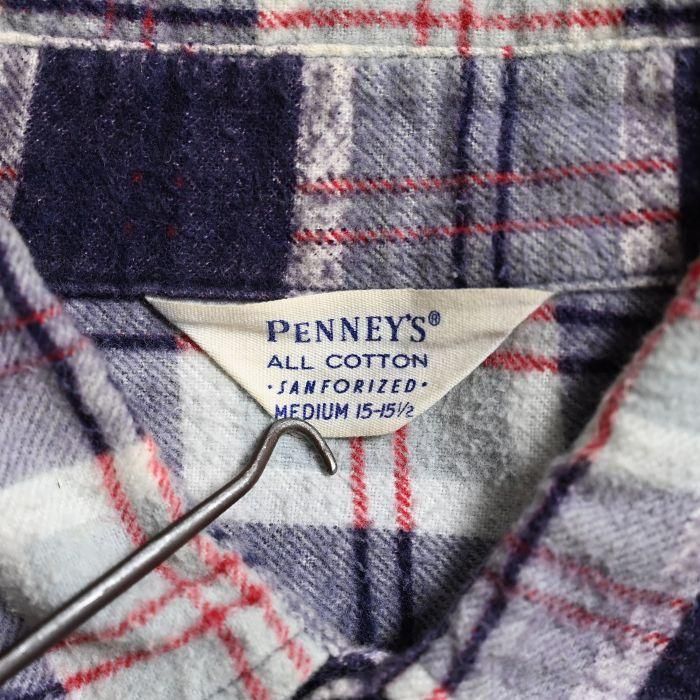 PENNEY'S®
ALL COTTON
·SANFORIZED·
MEDIUM 15-15½